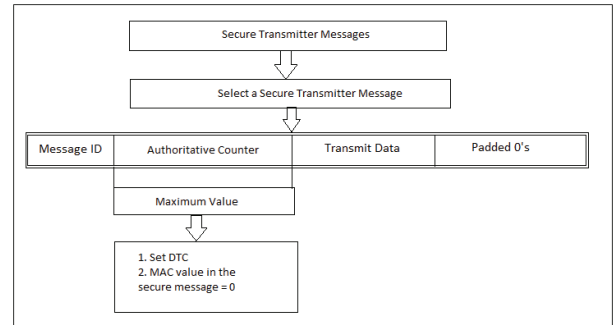 Secure Transmitter Messages
Select a Secure Transmitter Message
Message ID
Authoritative Counter
Transmit Data
Padded 0's
Maximum Value
1. Set DTC
2. MAC value in the
secure message = 0